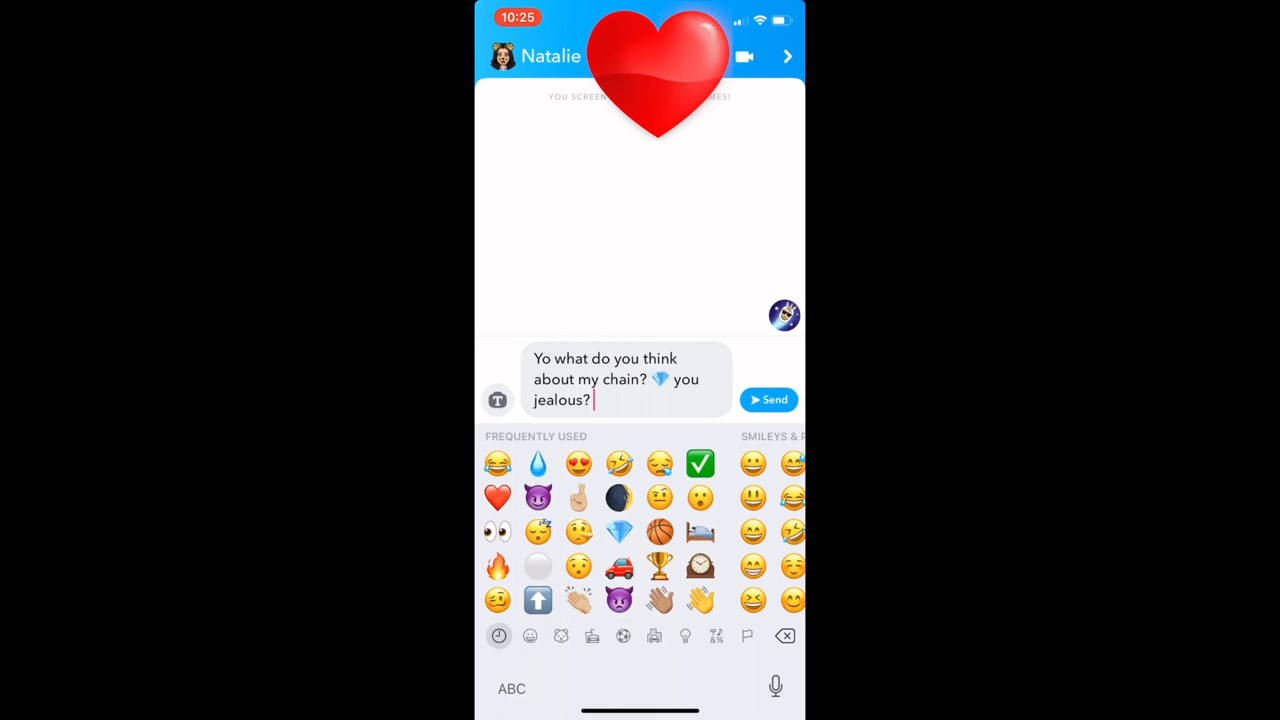 10:25
Natalie
YOU SCREEN MES!
Yo what do you think
about my chain? 💎 you
jealous?
Send
FREQUENTLY USED
SMILEYS & P
ABC